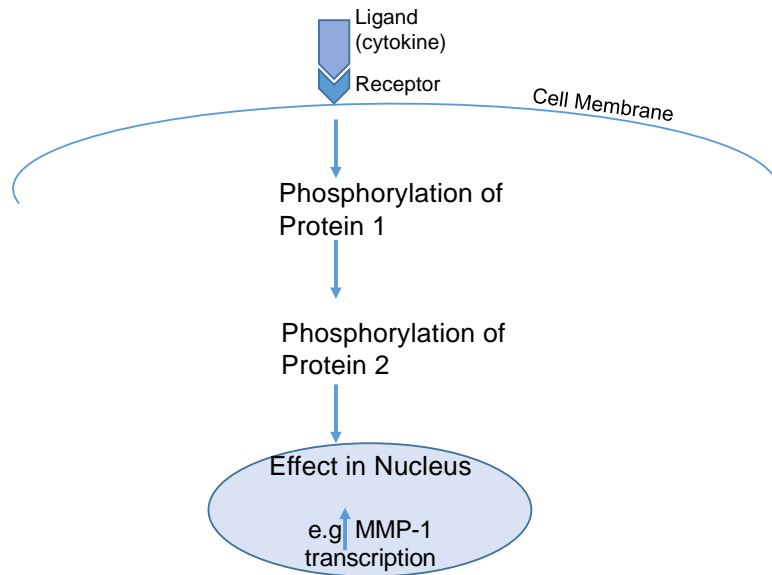 Ligand
(cytokine)
Receptor
Cell Membrane
Phosphorylation of
Protein 1
Phosphorylation of
Protein 2
Effect in Nucleus
e.g. MMP-1
transcription